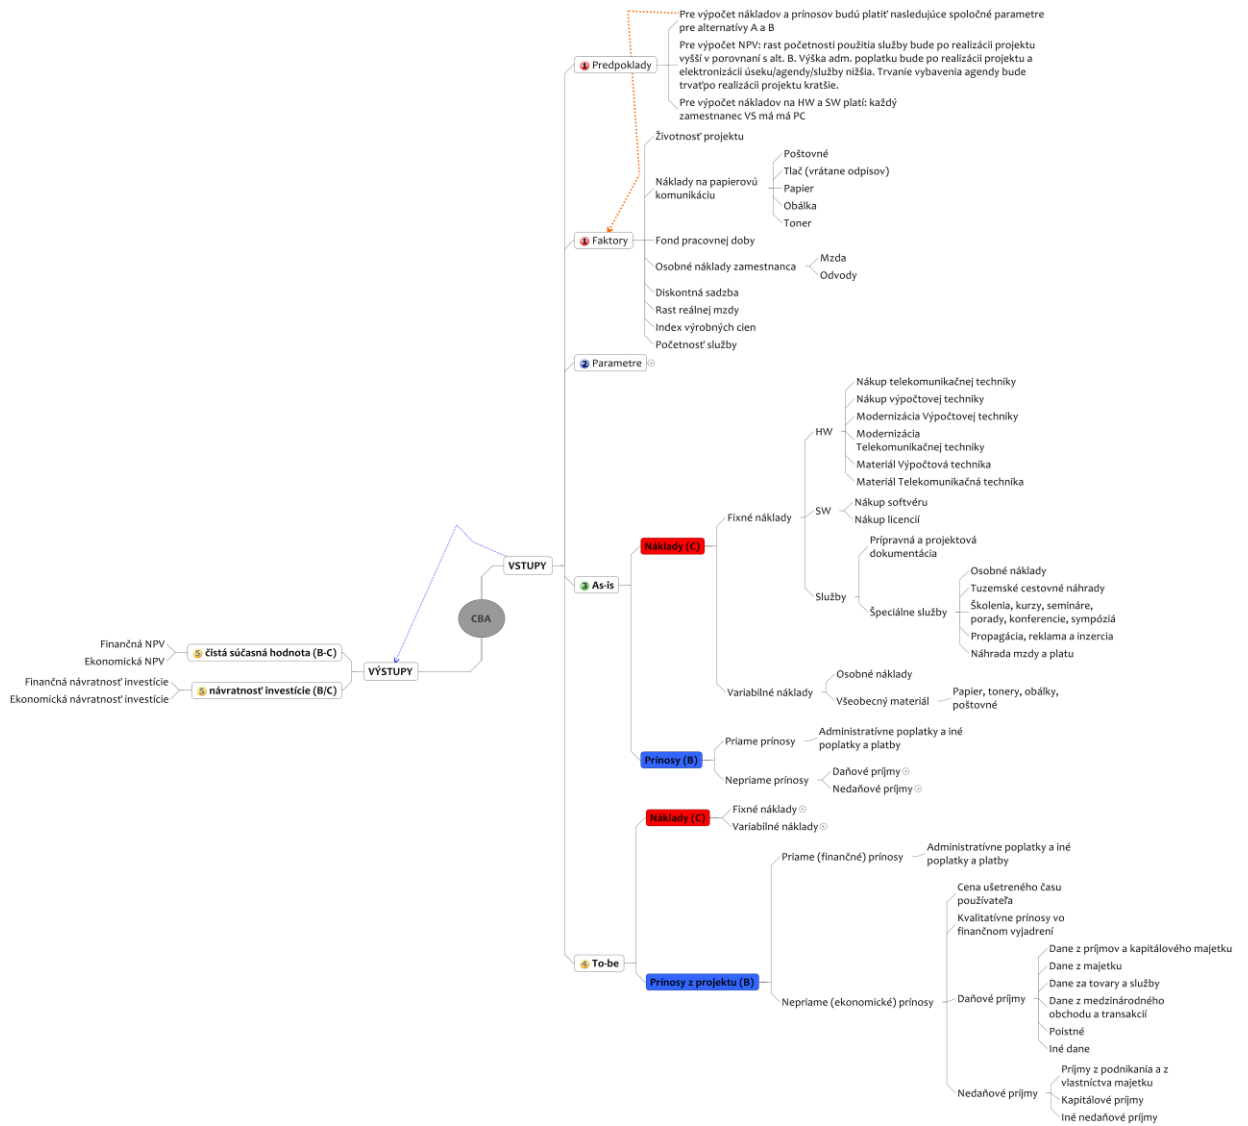 Pre výpočet nákladov a prínosov budú platiť nasledujúce spoločné parametre
pre alternatívy A a B
1 Predpoklady
Pre výpočet NPV: rast početnosti použitia služby bude po realizácii projektu
vyšší v porovnaní s alt. B. Výška adm. poplatku bude po realizácii projektu a
elektronizácii úseku/agendy/služby nižšia. Trvanie vybavenia agendy bude
trvaťpo realizácii projektu kratšie.
Pre výpočet nákladov na HW a SW platí: každý
zamestnanec VS má má PC
1 Faktory
Životnosť projektu
Náklady na papierovú
komunikáciu
Poštovné
Tlač (vrátane odpisov)
Papier
Obálka
Toner
Fond pracovnej doby
Osobné náklady zamestnanca
Mzda
Odvody
Diskontná sadzba
Rast reálnej mzdy
Index výrobných cien
Početnosť služby
2 Parametre
VSTUPY
3 As-is
Náklady (C)
Fixné náklady
HW
Nákup telekomunikačnej techniky
Nákup výpočtovej techniky
Modernizácia Výpočtovej techniky
Modernizácia
Telekomunikačnej techniky
Materiál Výpočtová technika
Materiál Telekomunikačná technika
SW
Nákup softvéru
Nákup licencií
Služby
Prípravná a projektová
dokumentácia
Špeciálne služby
Osobné náklady
Tuzemské cestovné náhrady
Školenia, kurzy, semináre,
porady, konferencie, sympóziá
Propagácia, reklama a inzercia
Náhrada mzdy a platu
Variabilné náklady
Osobné náklady
Všeobecný materiál
Papier, tonery, obálky,
poštovné
Prínosy (B)
Priame prínosy
Administratívne poplatky a iné
poplatky a platby
Nepriame prínosy
Daňové príjmy
Nedaňové príjmy
CBA
VÝSTUPY
5 čistá súčasná hodnota (B-C)
Finančná NPV
Ekonomická NPV
5 návratnosť investície (B/C)
Finančná návratnosť investície
Ekonomická návratnosť investície
4 To-be
Náklady (C)
Fixné náklady
Variabilné náklady
Prínosy z projektu (B)
Priame (finančné) prínosy
Administratívne poplatky a iné
poplatky a platby
Nepriame (ekonomické) prínosy
Cena ušetreného času
používateľa
Kvalitatívne prínosy vo
finančnom vyjadrení
Daňové príjmy
Dane z príjmov a kapitálového majetku
Dane z majetku
Dane za tovary a služby
Dane z medzinárodného
obchodu a transakcií
Poistné
Iné dane
Nedaňové príjmy
Príjmy z podnikania a z
vlastníctva majetku
Kapitálové príjmy
Iné nedaňové príjmy